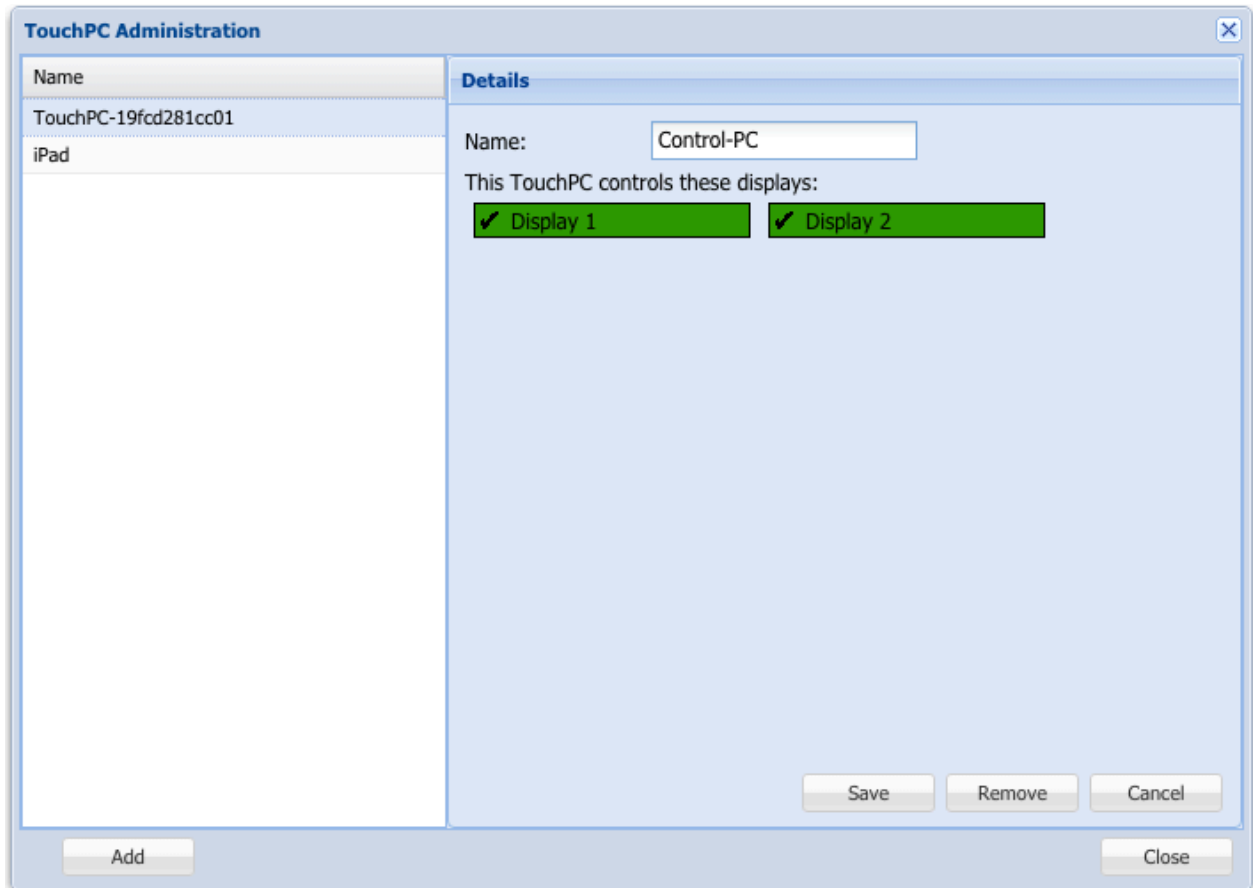 TouchPC Administration
Name
TouchPC-19fcd281cc01
iPad
Details
Name: Control-PC
This TouchPC controls these displays:
✔ Display 1 ✔ Display 2
Save Remove Cancel
Add Close